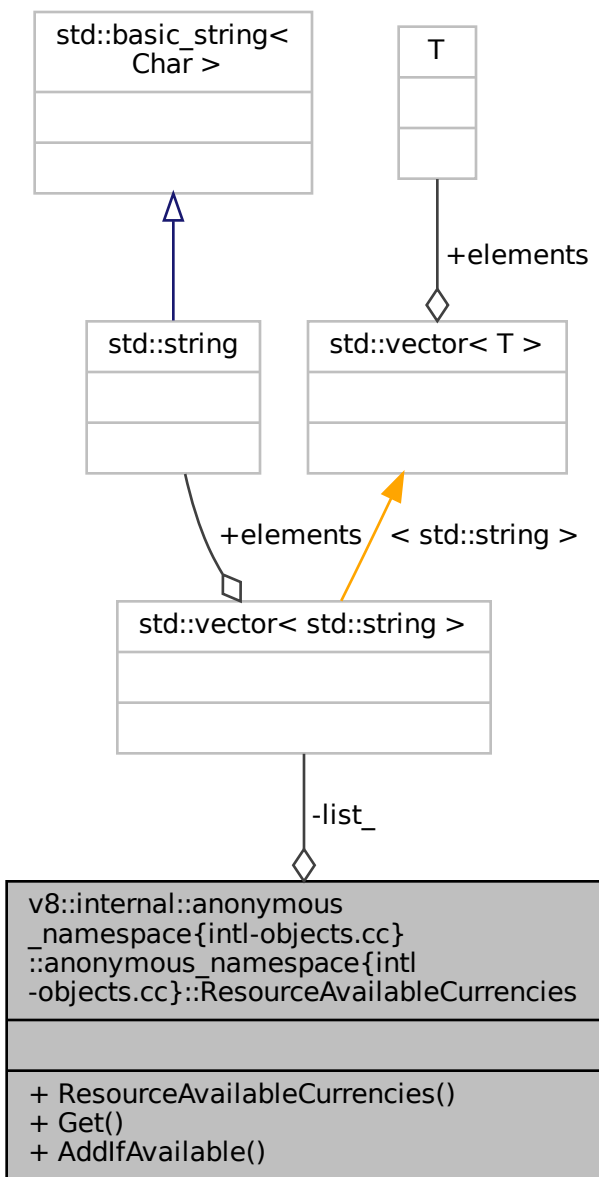 std::basic_string<
Char >
T
+elements
std::string
std::vector< T >
+elements
< std::string >
std::vector< std::string >
-list_
v8::internal::anonymous
_namespace{intl-objects.cc}
::anonymous_namespace{intl
-objects.cc}::ResourceAvailableCurrencies
+ ResourceAvailableCurrencies()
+ Get()
+ AddIfAvailable()